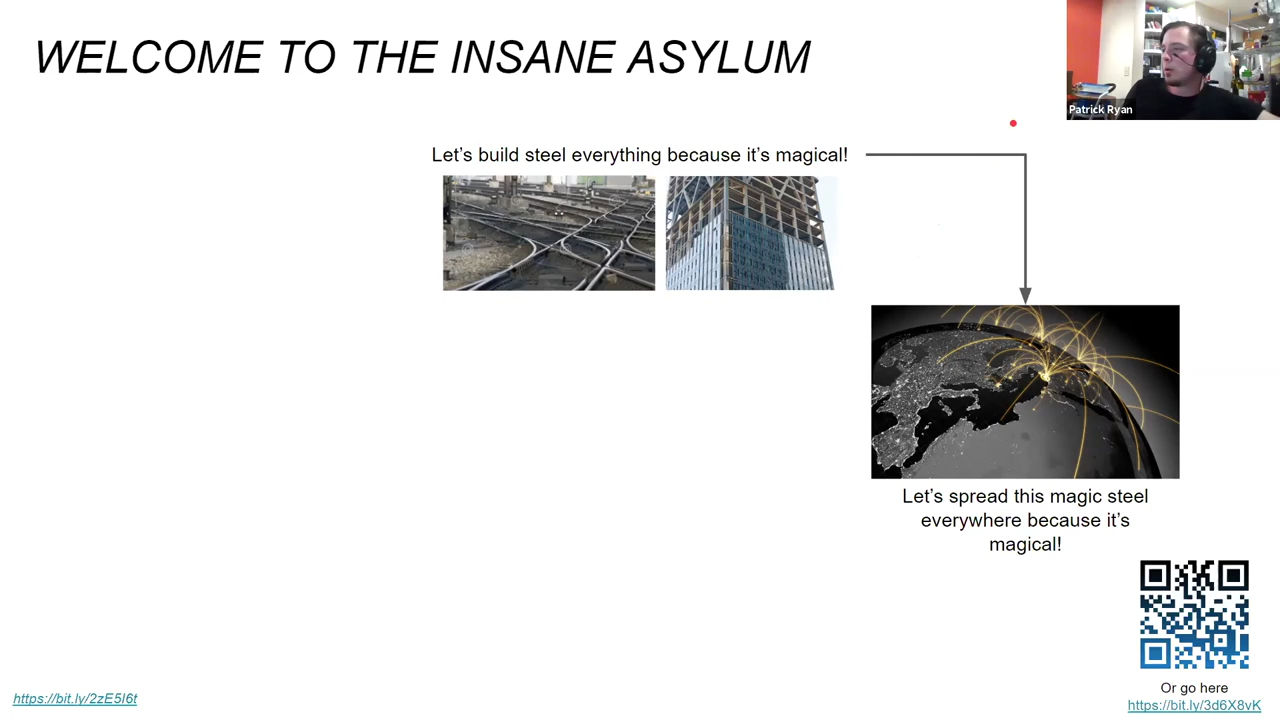 WELCOME TO THE INSANE ASYLUM
Patrick Ryan
Let's build steel everything because it's magical!
Let's spread this magic steel
everywhere because it's
magical!
Or go here
https://bit.ly/2zE5I6t
https://bit.ly/3d6X8vK